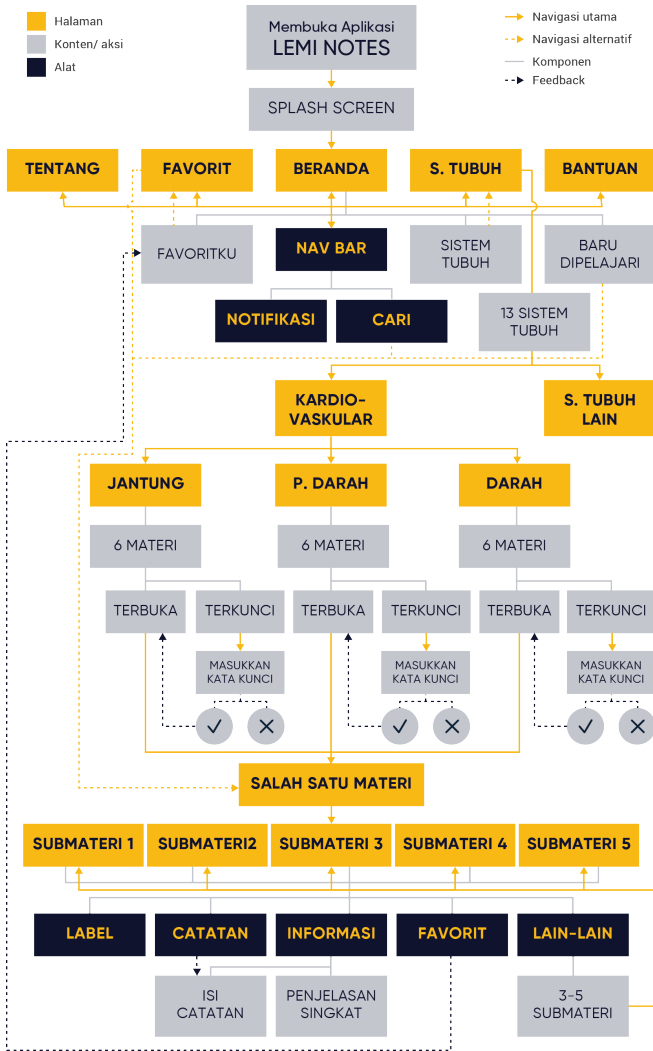 Halaman
Konten/ aksi
Alat
Membuka Aplikasi
LEMI NOTES
Navigasi utama
Navigasi alternatif
Komponen
Feedback
SPLASH SCREEN
TENTANG
FAVORIT
BERANDA
S. TUBUH
BANTUAN
FAVORITKU
NAV BAR
SISTEM
TUBUH
BARU
DIPELAJARI
NOTIFIKASI
CARI
13 SISTEM
TUBUH
KARDIO-
VASKULAR
S. TUBUH
LAIN
JANTUNG
P. DARAH
DARAH
6 MATERI
6 MATERI
6 MATERI
TERBUKA
TERKUNCI
TERBUKA
TERKUNCI
TERBUKA
TERKUNCI
MASUKKAN
KATA KUNCI
MASUKKAN
KATA KUNCI
MASUKKAN
KATA KUNCI
SALAH SATU MATERI
SUBMATERI 1
SUBMATERI2
SUBMATERI 3
SUBMATERI 4
SUBMATERI 5
LABEL
CATATAN
INFORMASI
FAVORIT
LAIN-LAIN
ISI
CATATAN
PENJELASAN
SINGKAT
3-5
SUBMATERI